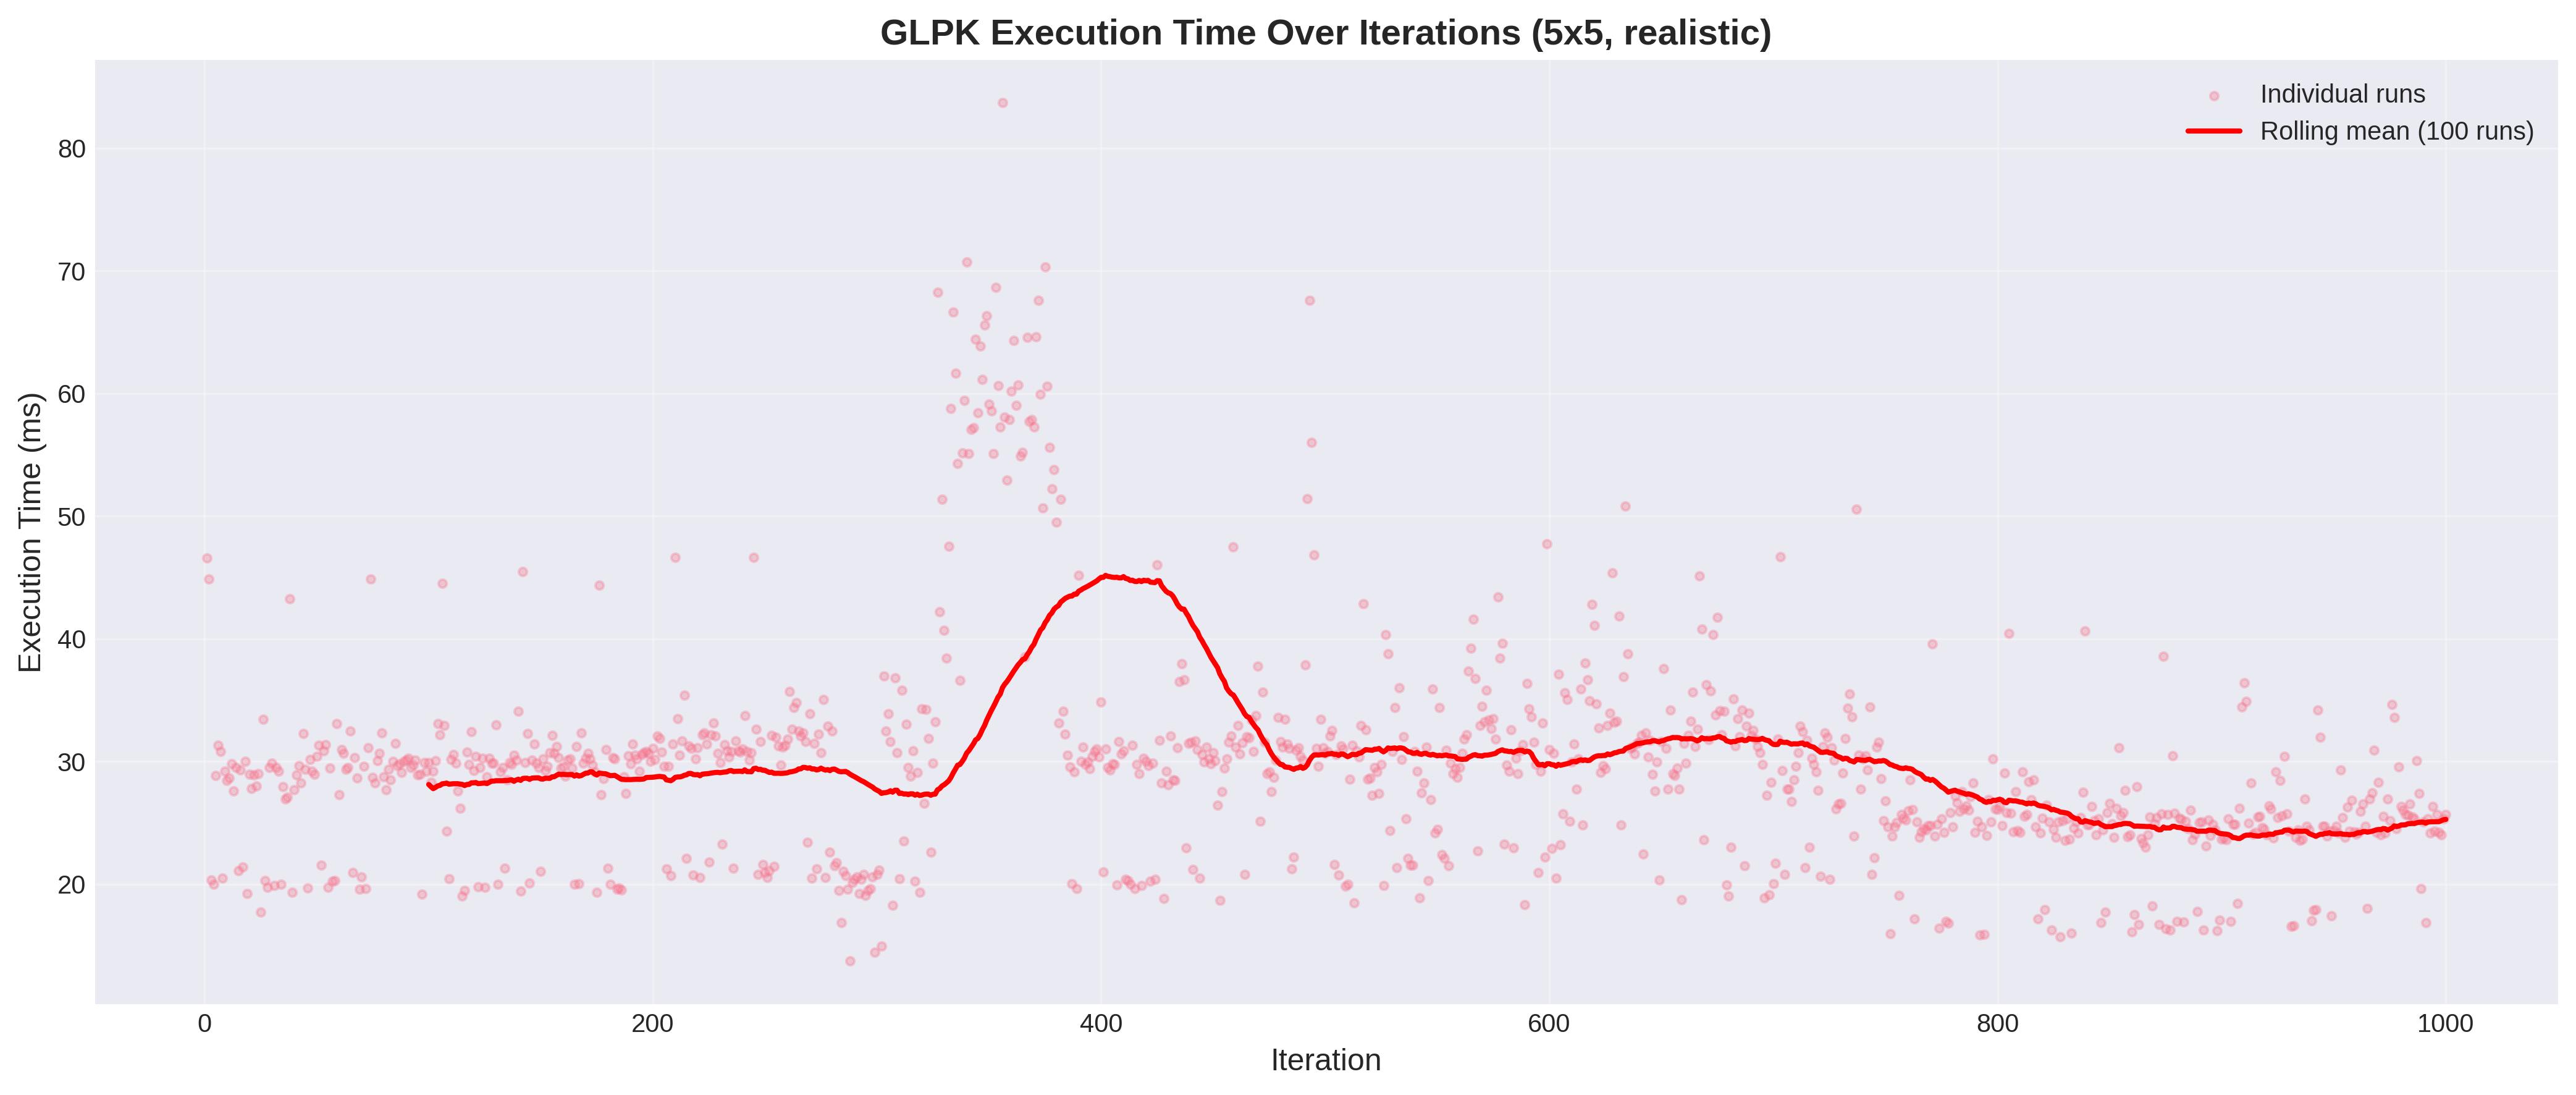 GLPK Execution Time Over Iterations (5x5, realistic)
Individual runs
Rolling mean (100 runs)
Execution Time (ms)
80
70
60
50
40
30
20
0 200 400 600 800 1000
Iteration